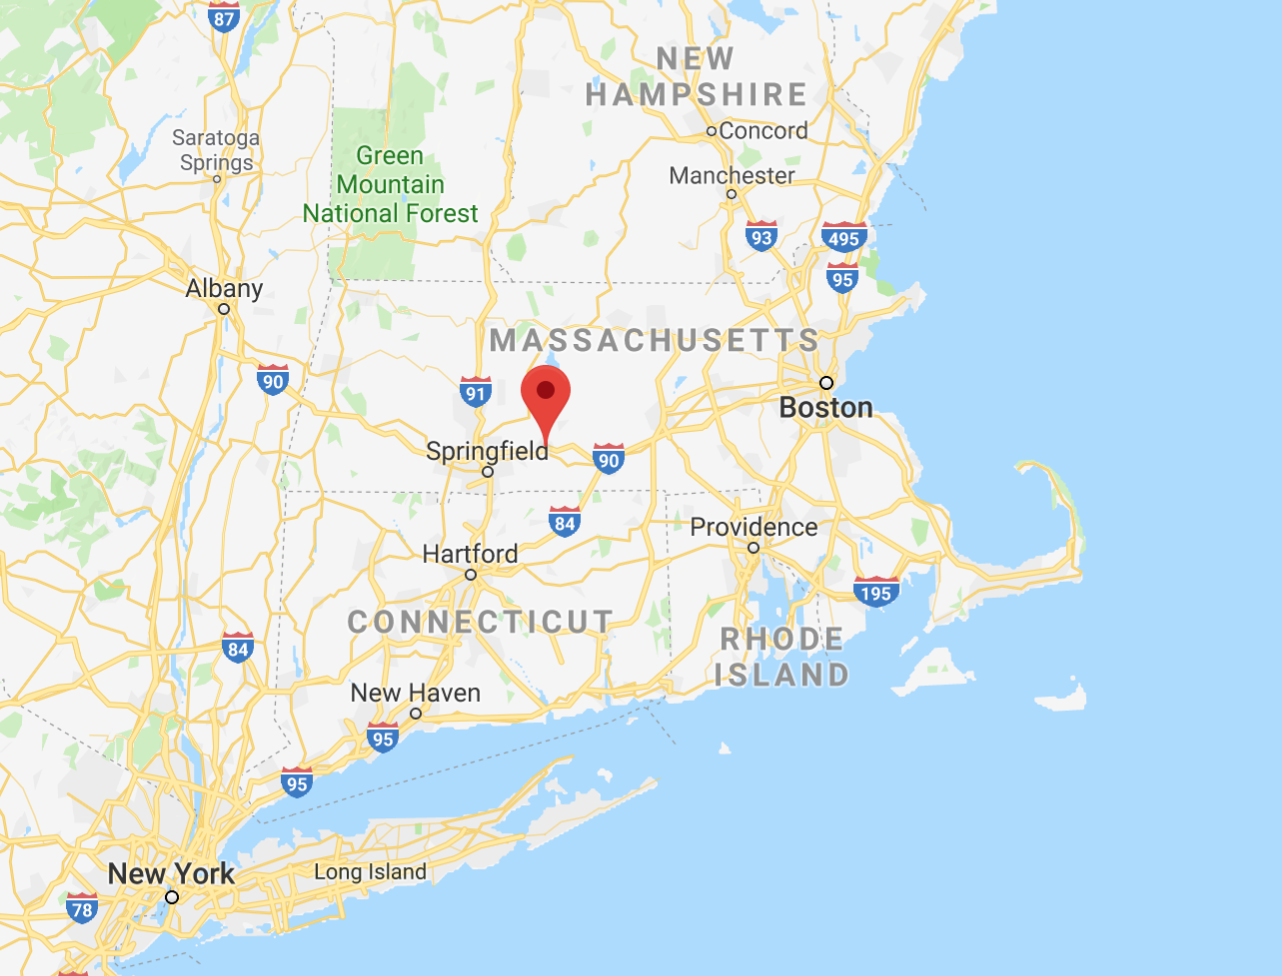 87
NEW
HAMPSHIRE
Concord
Saratoga
Springs
Green
Mountain
National Forest
Manchester
93
495
95
Albany
MASSACHUSETTS
90
91
Boston
Springfield
90
84
Providence
Hartford
195
CONNECTICUT
RHODE
ISLAND
84
New Haven
95
95
New York
Long Island
78